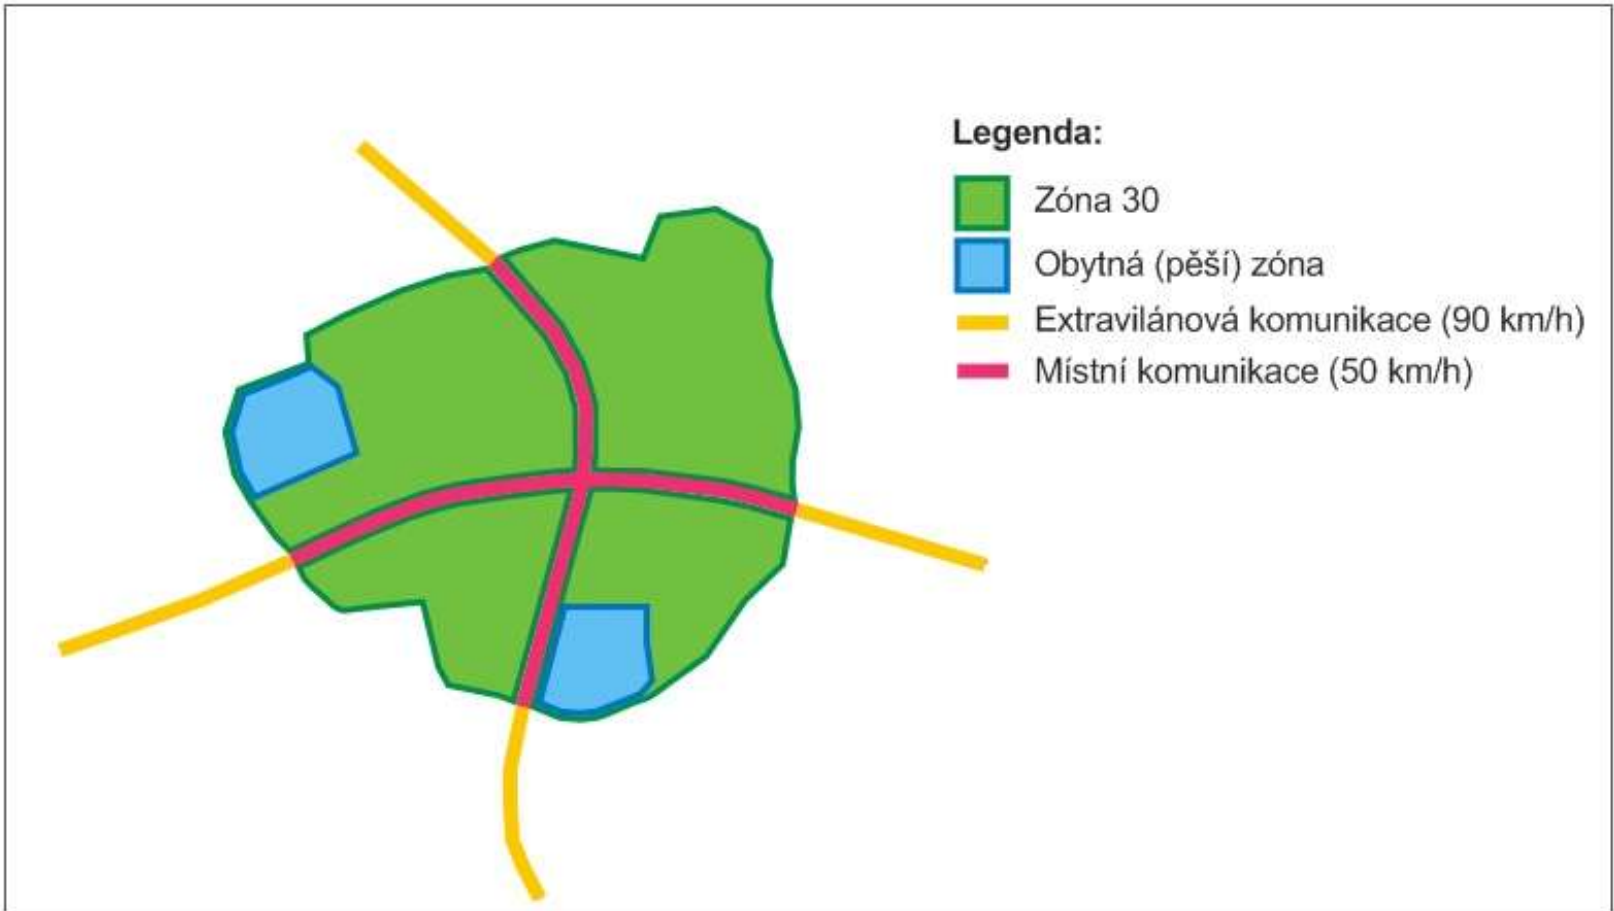 Legenda:
Zóna 30
Obytná (pěší) zóna
Extravilánová komunikace (90 km/h)
Místní komunikace (50 km/h)